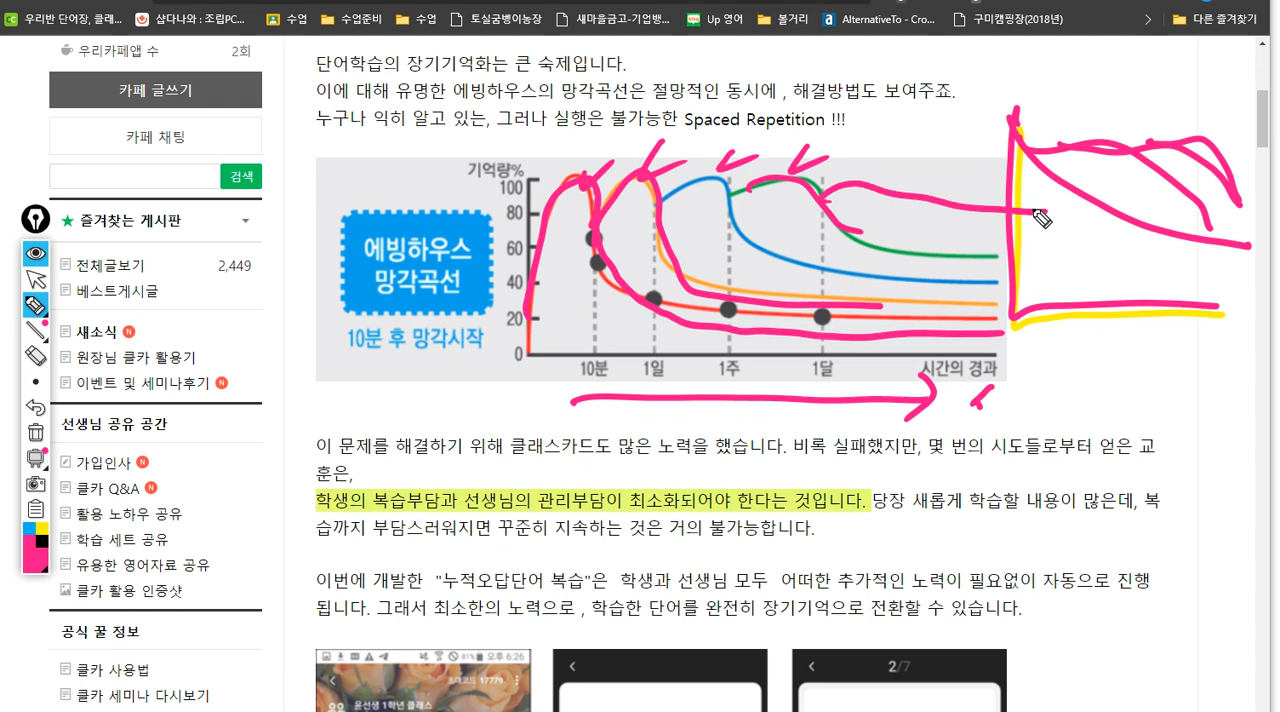 우리반 단어장, 클래...
샵다나와 : 조립PC...
수업
수업준비
수업
토실굼벵이농장
새마을금고-기업뱅...
Up 영어
볼거리
AlternativeTo - Cro...
구미캠핑장(2018년)
다른 즐겨찾기
우리카페앱 수
2회
카페 글쓰기
카페 채팅
검색
즐겨찾는 게시판
전체글보기
2,449
베스트게시글
새소식 N
원장님 클카 활용기
이벤트 및 세미나후기 N
선생님 공유 공간
가입인사 N
클카 Q&A N
활용 노하우 공유
학습 세트 공유
유용한 영어자료 공유
클카 활용 인증샷
공식 꿀 정보
클카 사용법
클카 세미나 다시보기
단어학습의 장기기억화는 큰 숙제입니다.
이에 대해 유명한 에빙하우스의 망각곡선은 절망적인 동시에 , 해결방법도 보여주죠.
누구나 익히 알고 있는, 그러나 실행은 불가능한 Spaced Repetition !!!
기억량%
100
80
60
40
20
0
에빙하우스
망각곡선
10분 후 망각시작
10분
1일
1주
1달
시간의 경과
이 문제를 해결하기 위해 클래스카드도 많은 노력을 했습니다. 비록 실패했지만, 몇 번의 시도들로부터 얻은 교
훈은,
학생의 복습부담과 선생님의 관리부담이 최소화되어야 한다는 것입니다. 당장 새롭게 학습할 내용이 많은데, 복
습까지 부담스러워지면 꾸준히 지속하는 것은 거의 불가능합니다.
이번에 개발한 "누적오답단어 복습"은 학생과 선생님 모두 어떠한 추가적인 노력이 필요없이 자동으로 진행
됩니다. 그래서 최소한의 노력으로 , 학습한 단어를 완전히 장기기억으로 전환할 수 있습니다.
81%
오후 6:26
초대코드 17779
윤선생 1학년 클래스
2/7